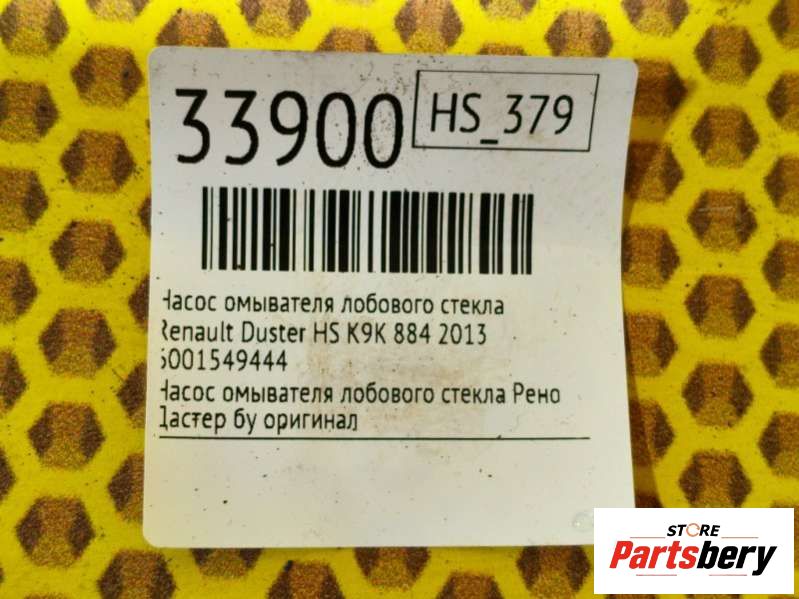 33900
HS_379
Насос омывателя лобового стекла
Renault Duster HS K9K 884 2013
6001549444
Насос омывателя лобового стекла Рено
Дастер бу оригинал
STORE
Partsbery